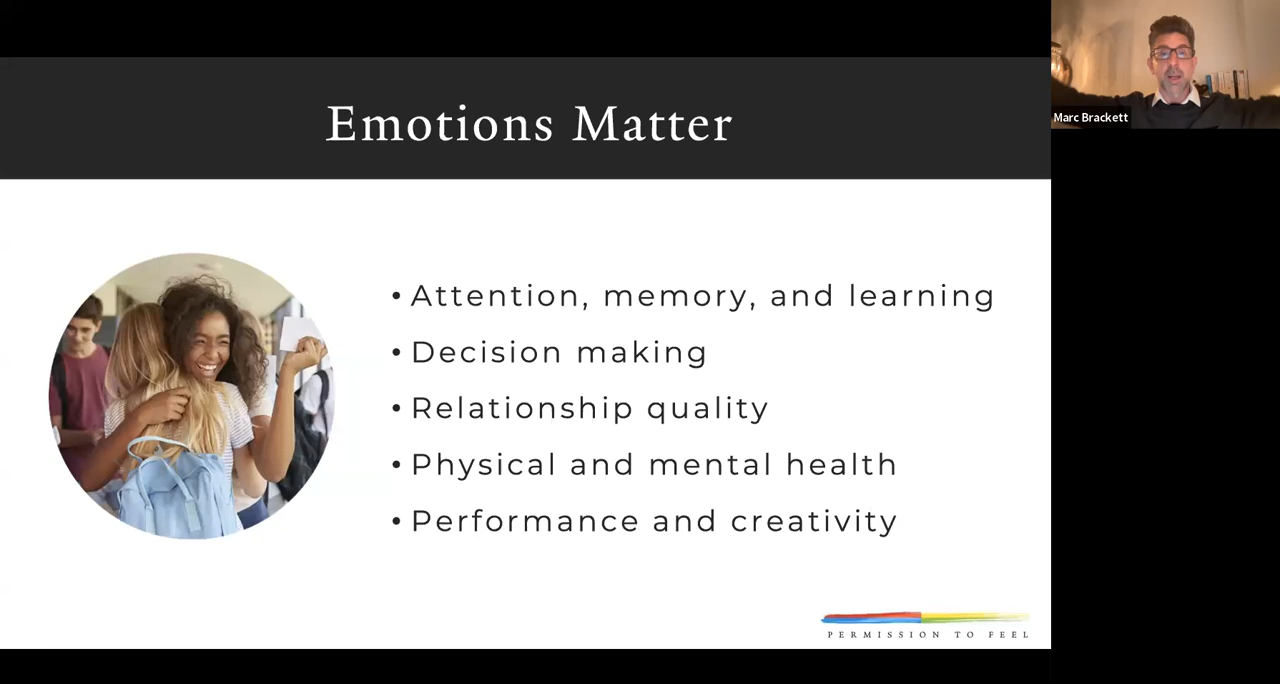 Emotions Matter
Marc Brackett
• Attention, memory, and learning
• Decision making
• Relationship quality
• Physical and mental health
• Performance and creativity
PERMISSION TO FEEL